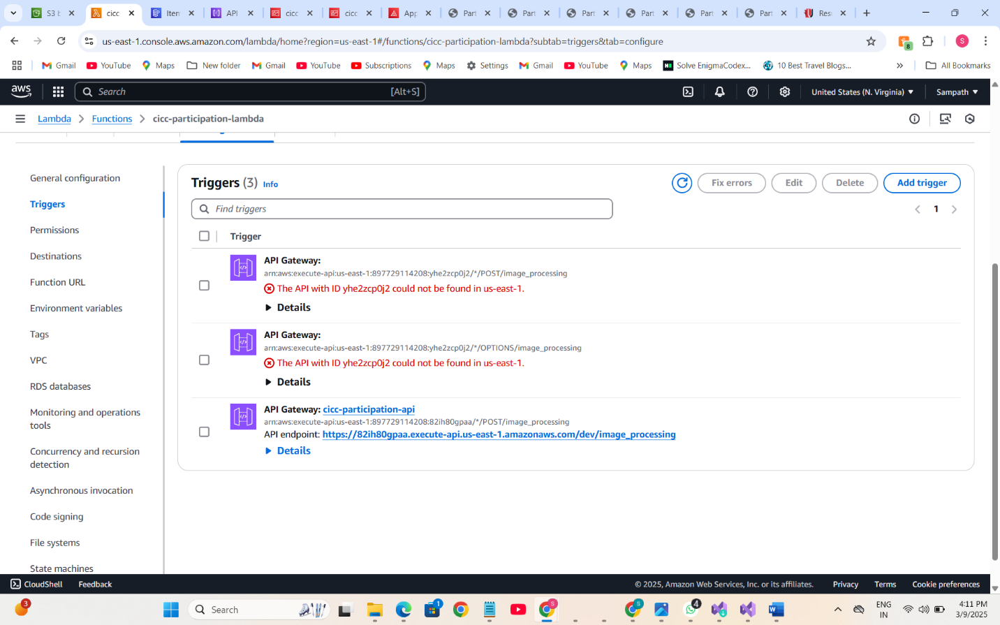 S3 b
cicc
Item
API
cicc
cicc
App
Part
Part
Part
Part
Part
Part
Res
us-east-1.console.aws.amazon.com/lambda/home?region=us-east-1#/functions/cicc-participation-lambda?subtab=triggers&tab=configure
8
S
Gmail
YouTube
Maps
New folder
Gmail
YouTube
Subscriptions
Maps
Settings
Gmail
YouTube
Maps
Solve EnigmaCodex...
10 Best Travel Blogs...
All Bookmarks
aws
Search
[Alt+S]
United States (N. Virginia)
Sampath
Lambda
Functions
cicc-participation-lambda
General configuration
Triggers
Permissions
Destinations
Function URL
Environment variables
Tags
VPC
RDS databases
Monitoring and operations
tools
Concurrency and recursion
detection
Asynchronous invocation
Code signing
File systems
State machines
Triggers (3) Info
Fix errors
Edit
Delete
Add trigger
Find triggers
1
Trigger
API Gateway:
arn:aws:execute-api:us-east-1:897729114208:yhe2zcp0j2/*/POST/image_processing
The API with ID yhe2zcp0j2 could not be found in us-east-1.
Details
API Gateway:
arn:aws:execute-api:us-east-1:897729114208:yhe2zcp0j2/*/OPTIONS/image_processing
The API with ID yhe2zcp0j2 could not be found in us-east-1.
Details
API Gateway: cicc-participation-api
arn:aws:execute-api:us-east-1:897729114208:82ih80gpaa/*/POST/image_processing
API endpoint: https://82ih80gpaa.execute-api.us-east-1.amazonaws.com/dev/image_processing
Details
CloudShell
Feedback
© 2025, Amazon Web Services, Inc. or its affiliates.
Privacy
Terms
Cookie preferences
3
Search
1
S
S
4
ENG
IN
4:11 PM
3/9/2025